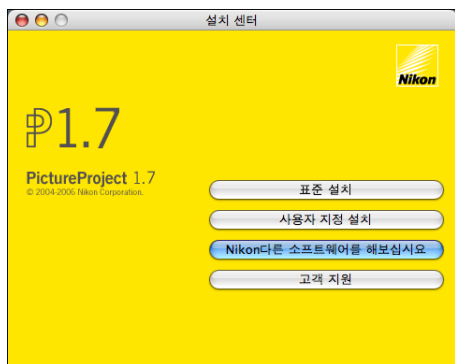 설치 센터
Nikon
P1.7
PictureProject 1.7
© 2004-2006 Nikon Corporation.
표준 설치
사용자 지정 설치
Nikon다른 소프트웨어를 해보십시요
고객 지원